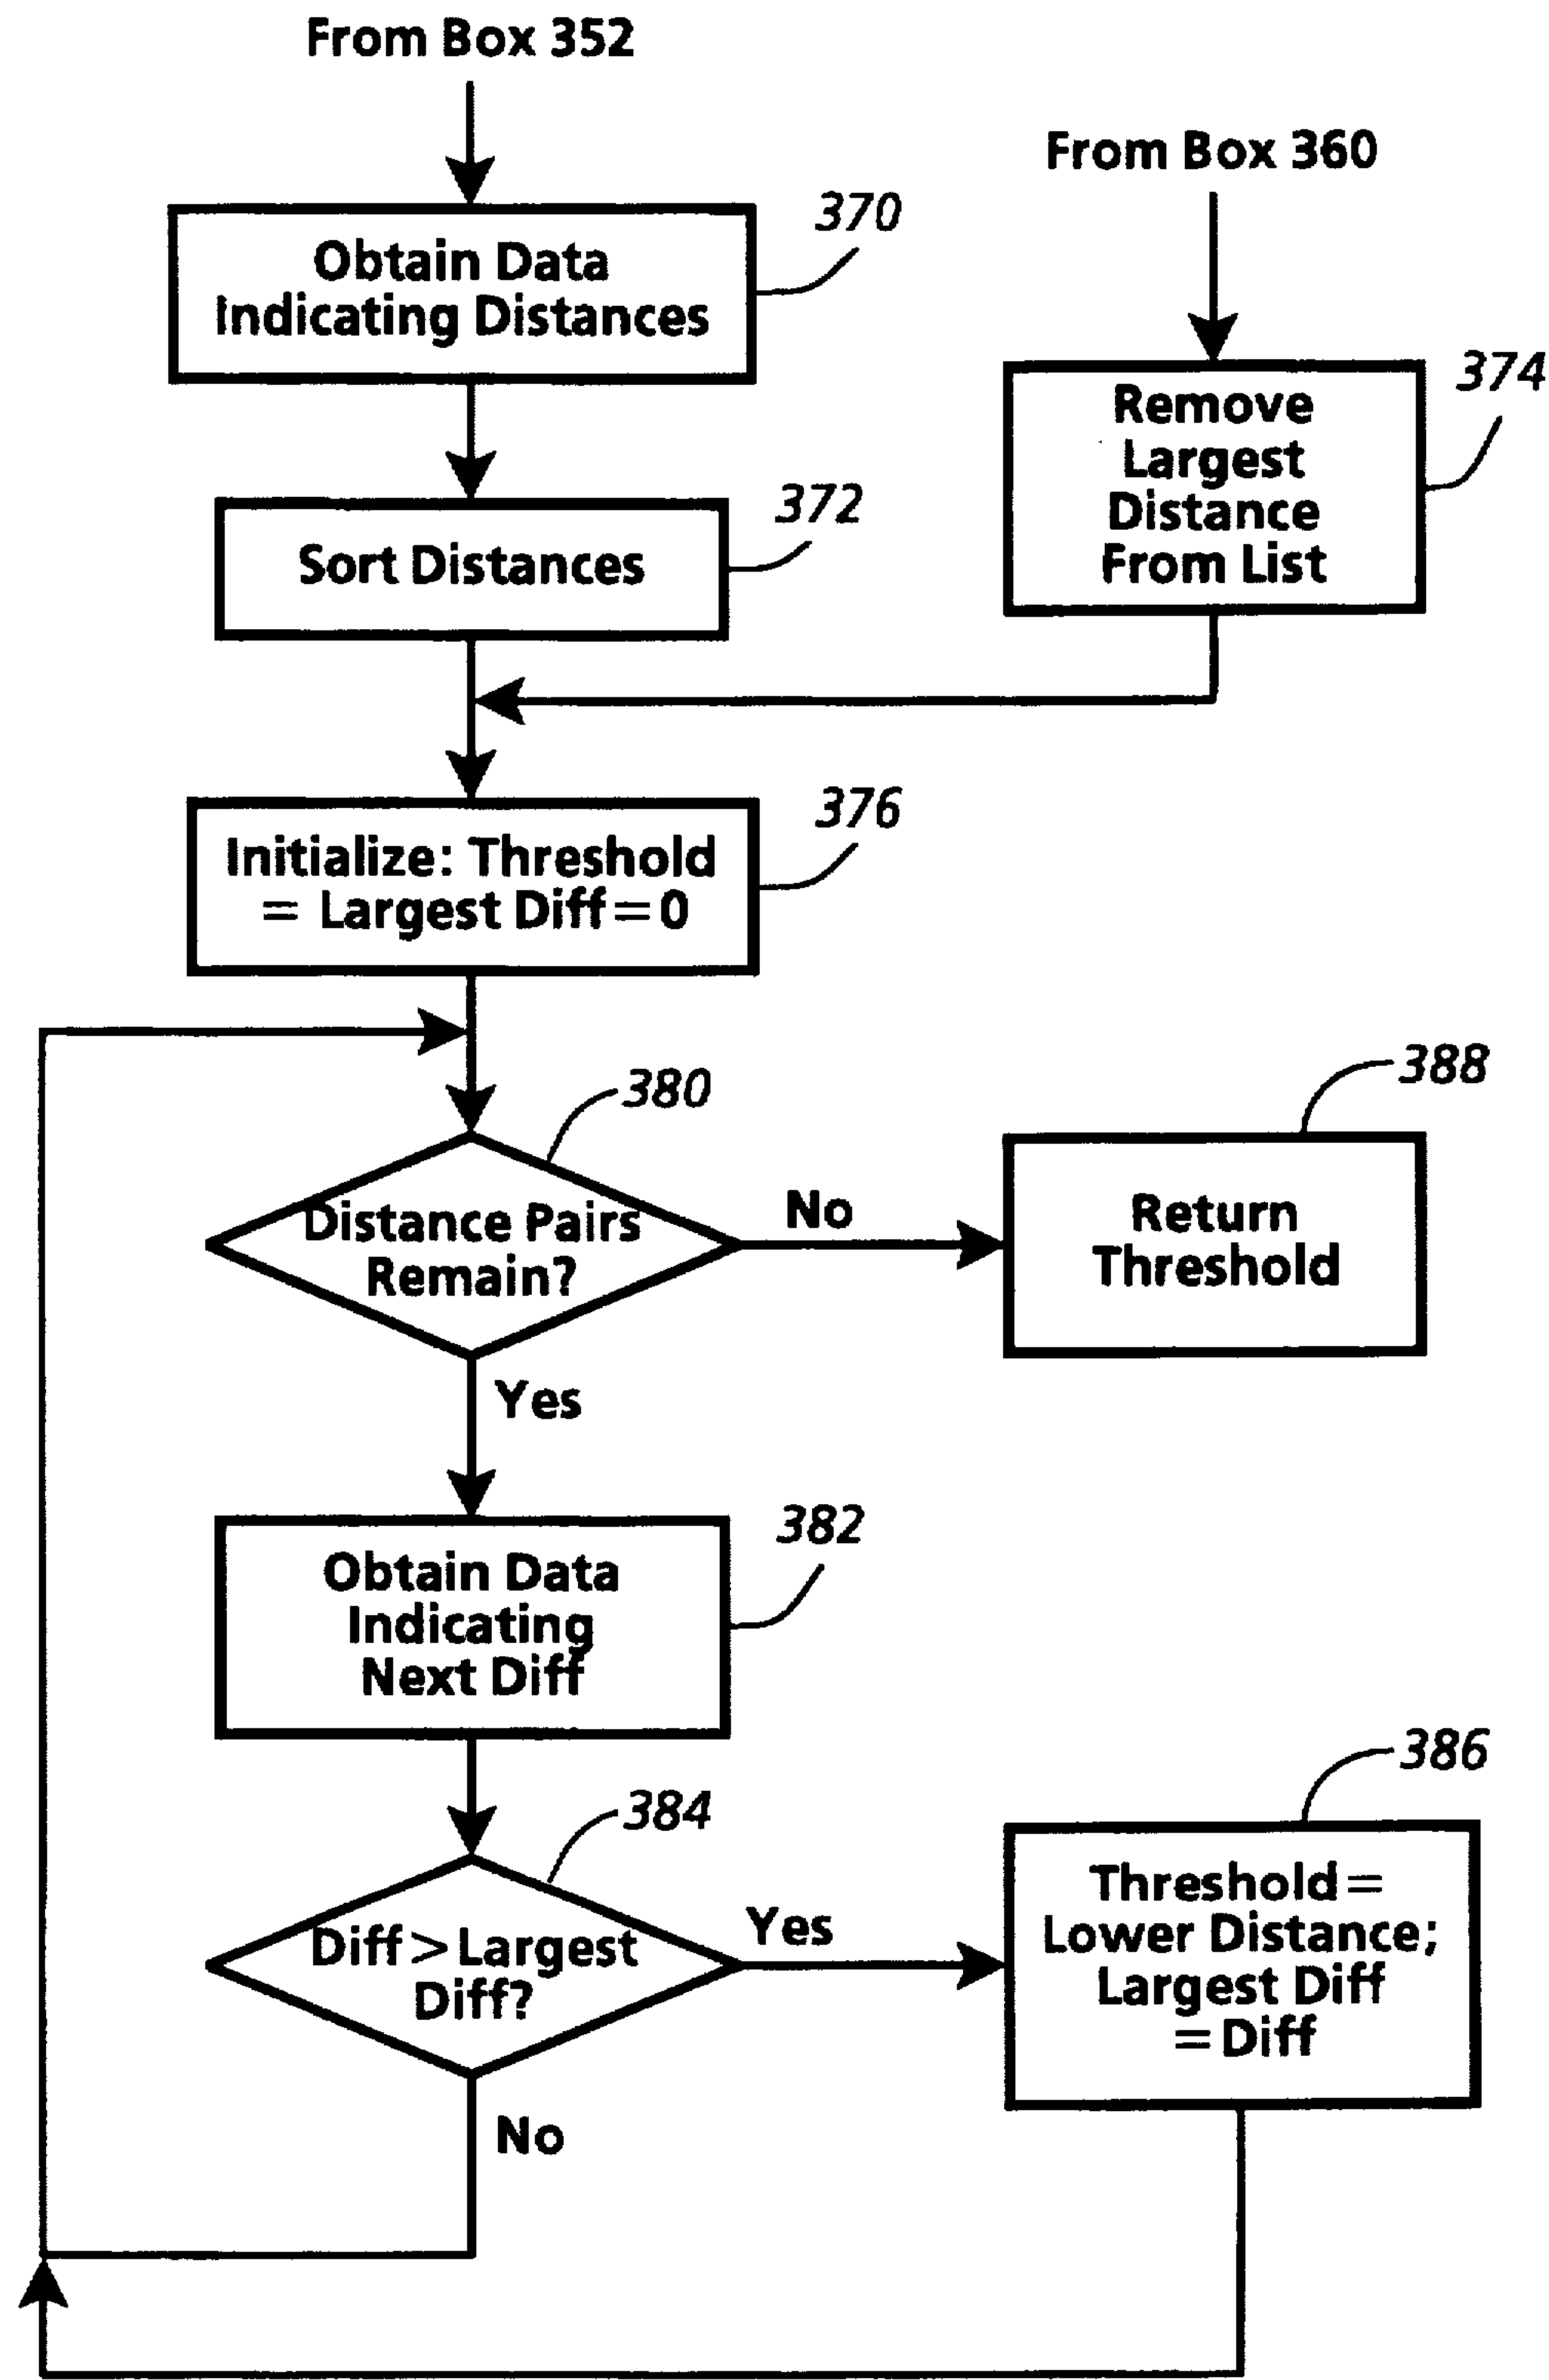 From Box 352
From Box 360
370
Obtain Data
Indicating Distances
374
Remove
Largest
Distance
From List
372
Sort Distances
376
Initialize: Threshold
= Largest Diff = 0
388
380
Distance Pairs
Remain?
No
Return
Threshold
Yes
382
Obtain Data
Indicating
Next Diff
386
384
Diff > Largest
Diff?
Yes
Threshold =
Lower Distance;
Largest Diff
= Diff
No